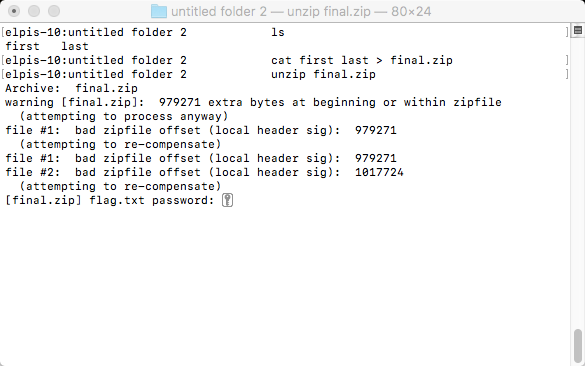 untitled folder 2 — unzip final.zip — 80×24
[elpis-10:untitled folder 2            ls                                       ]
first   last
[elpis-10:untitled folder 2            cat first last > final.zip               ]
[elpis-10:untitled folder 2            unzip final.zip                          ]
Archive:  final.zip
warning [final.zip]:  979271 extra bytes at beginning or within zipfile
  (attempting to process anyway)
file #1:  bad zipfile offset (local header sig):  979271
  (attempting to re-compensate)
file #1:  bad zipfile offset (local header sig):  979271
file #2:  bad zipfile offset (local header sig):  1017724
  (attempting to re-compensate)
[final.zip] flag.txt password: